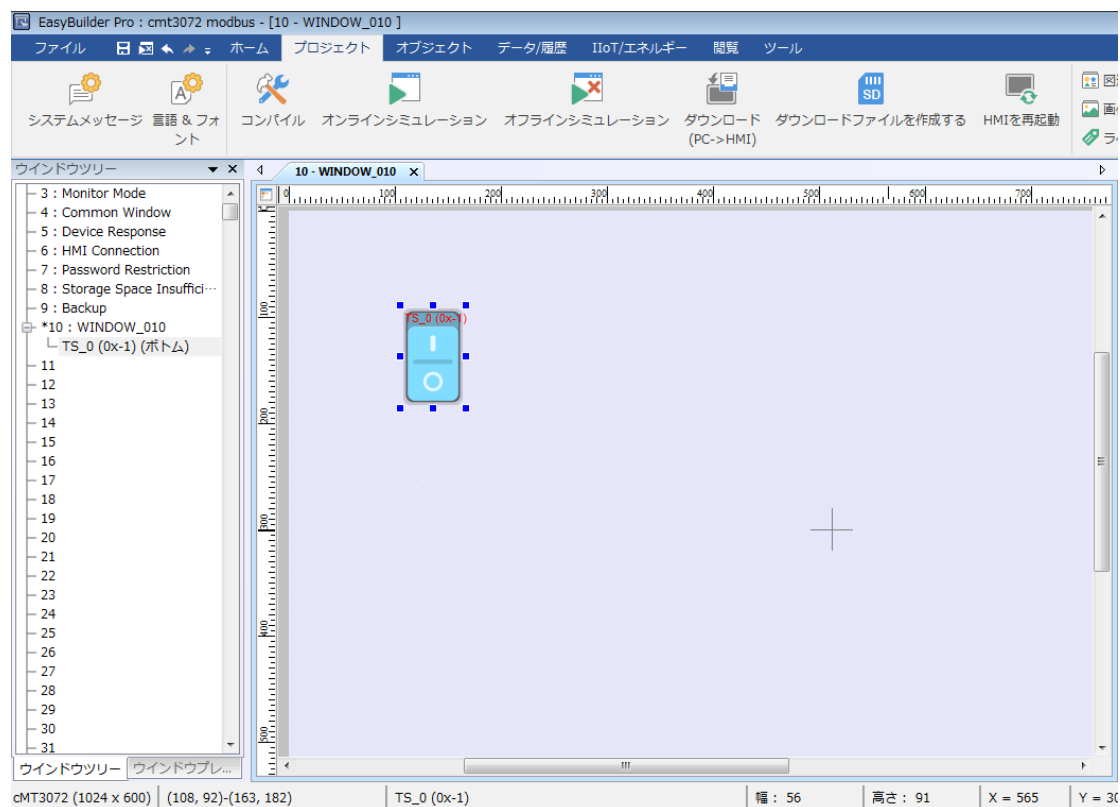 EasyBuilder Pro : cmt3072 modbus - [10 - WINDOW_010 ]
ファイル ホーム プロジェクト オブジェクト データ/履歴 IIoT/エネルギー 閲覧 ツール
システムメッセージ 言語 & フォント コンパイル オンラインシミュレーション オフラインシミュレーション ダウンロード (PC->HMI) SD ダウンロードファイルを作成する HMIを再起動
ウインドウツリー
10 - WINDOW_010
3 : Monitor Mode
4 : Common Window
5 : Device Response
6 : HMI Connection
7 : Password Restriction
8 : Storage Space Insuffici…
9 : Backup
*10 : WINDOW_010
TS_0 (0x-1) (ボトム)
11
12
13
14
15
16
17
18
19
20
21
22
23
24
25
26
27
28
29
30
31
0 100 200 300 400 500 600 700
100
200
300
400
500
TS_0 (0x-1)
ウインドウツリー ウインドウプレ...
cMT3072 (1024 x 600) (108, 92)-(163, 182) TS_0 (0x-1) 幅 : 56 高さ : 91 X = 565 Y = 30